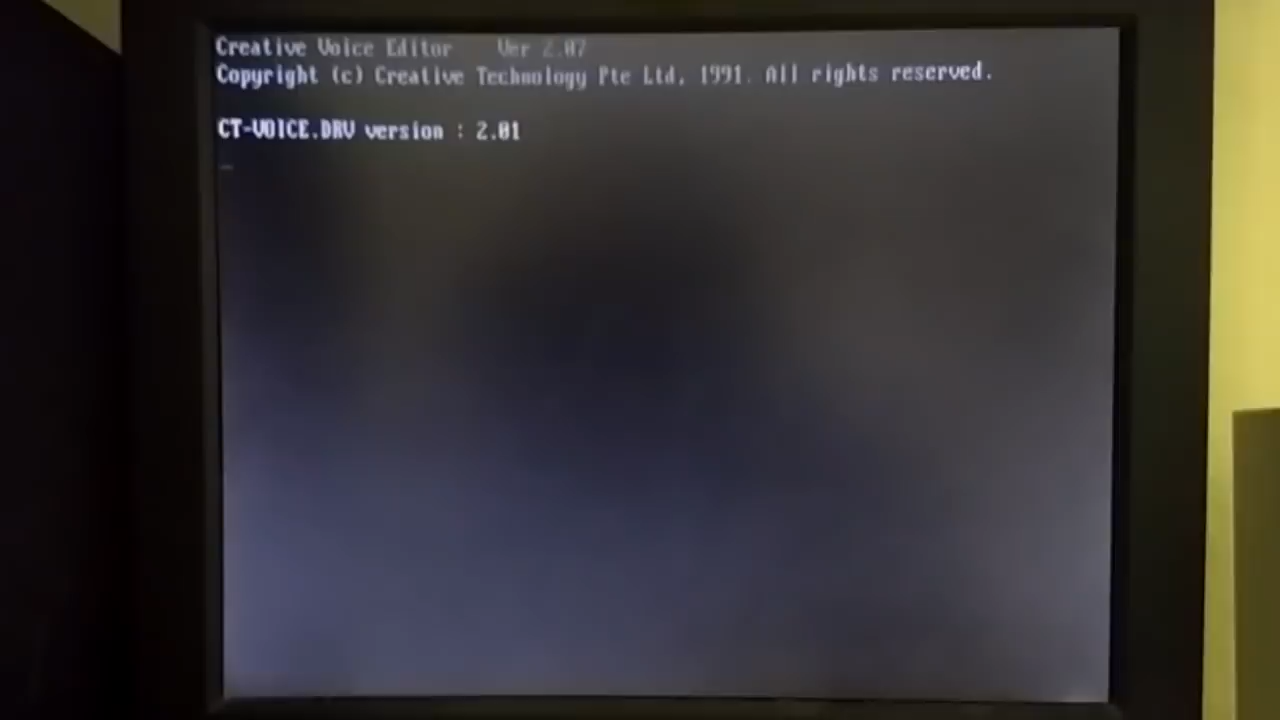 Creative Voice Editor Ver 2.07
Copyright (c) Creative Technology Pte Ltd, 1991. All rights reserved.
CT-VOICE.DRV version : 2.01